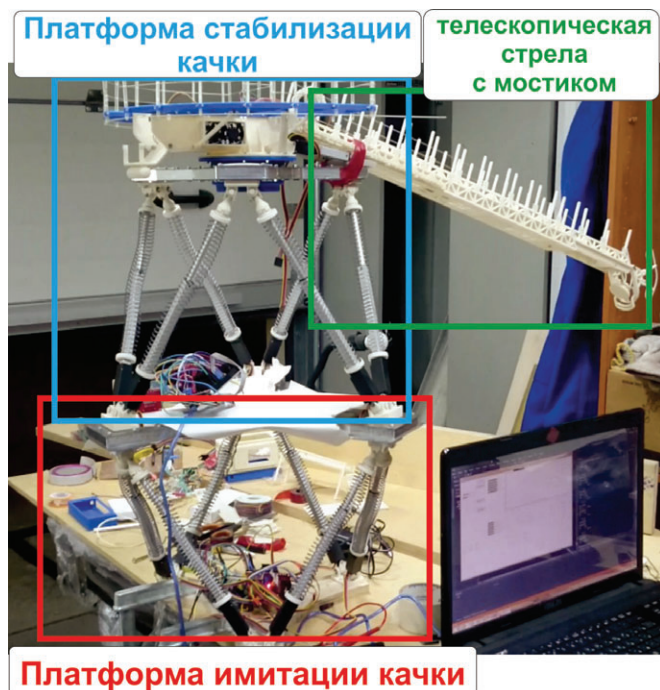 Платформа стабилизации
качки
телескопическая
стрела
с мостиком
Платформа имитации качки